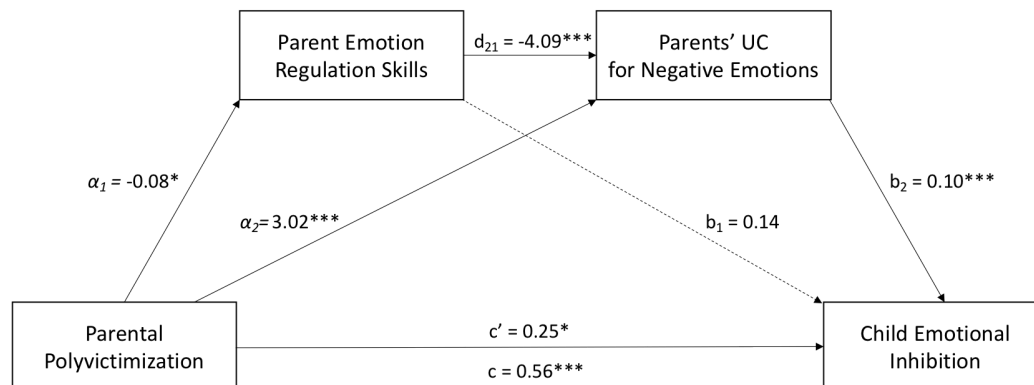 Parent Emotion
Regulation Skills
d21 = -4.09***
Parents’ UC
for Negative Emotions
α1 = -0.08*
α2=3.02***
b1 = 0.14
b2 = 0.10***
Parental
Polyvictimization
c’ = 0.25*
c = 0.56***
Child Emotional
Inhibition